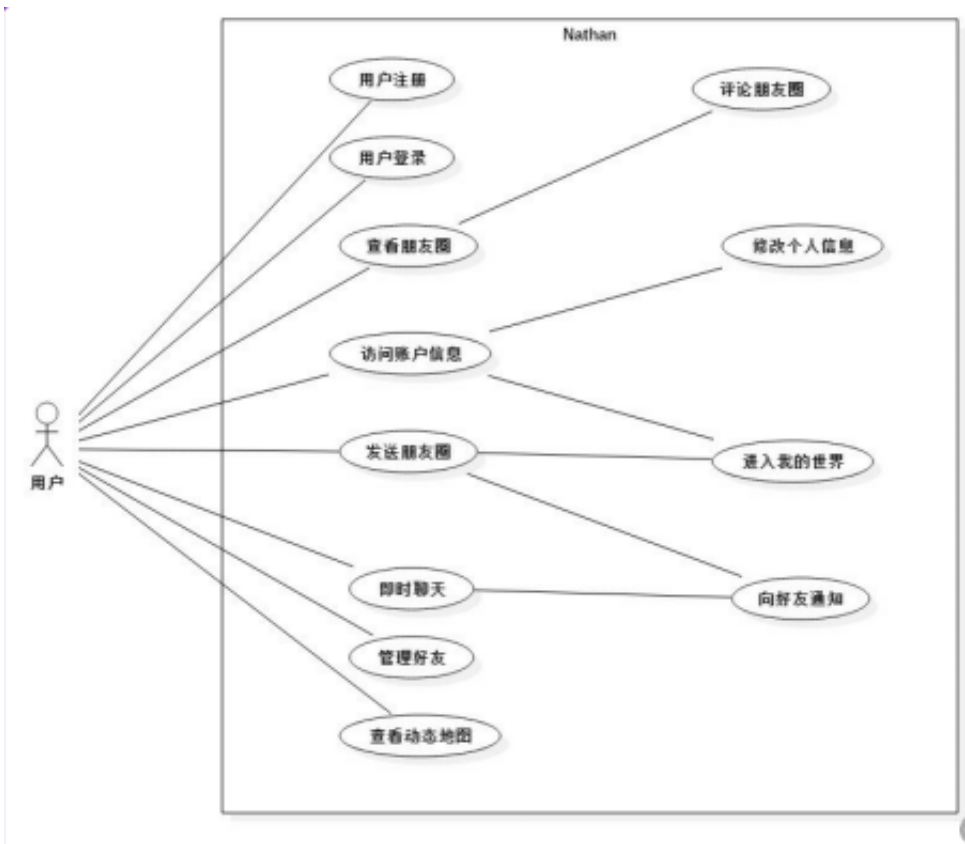 Nathan
用户注册
评论朋友圈
用户登录
查看朋友圈
修改个人信息
访问账户信息
发送朋友圈
进入我的世界
用户
即时聊天
向好友通知
管理好友
查看动态地图